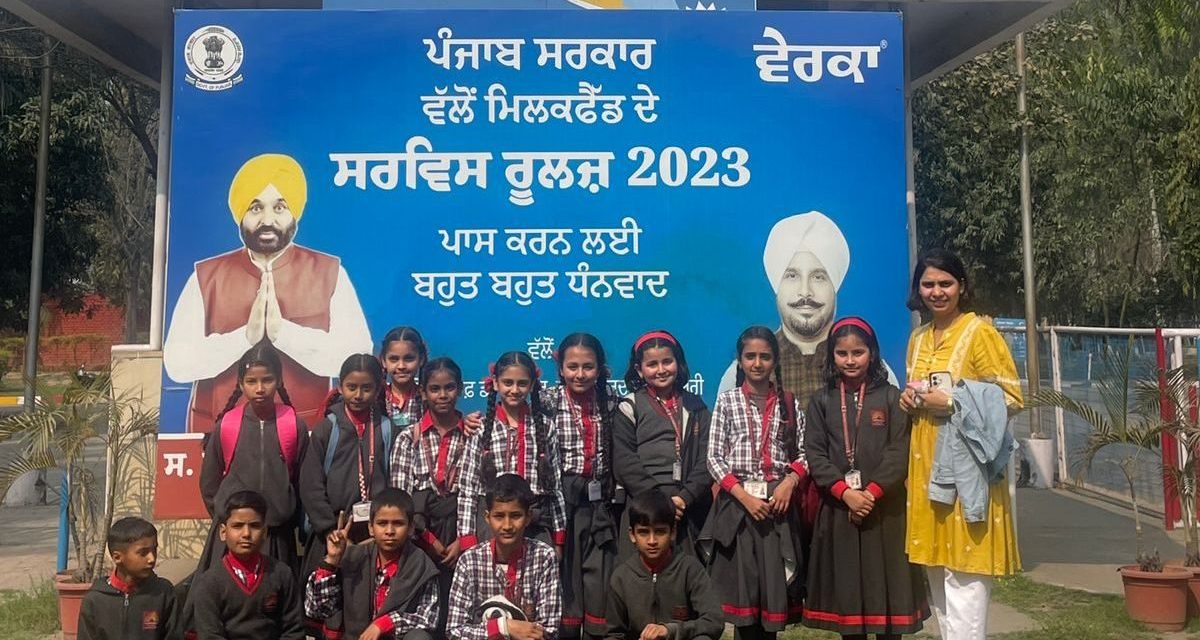 ਪੰਜਾਬ ਸਰਕਾਰ
ਵੇਰਕਾ
ਵੱਲੋਂ ਮਿਲਕਫੈੱਡ ਦੇ
ਸਰਵਿਸ ਰੂਲਜ਼ 2023
ਪਾਸ ਕਰਨ ਲਈ
ਬਹੁਤ ਬਹੁਤ ਧੰਨਵਾਦ
ਵੱਲੋਂ
ਸ.